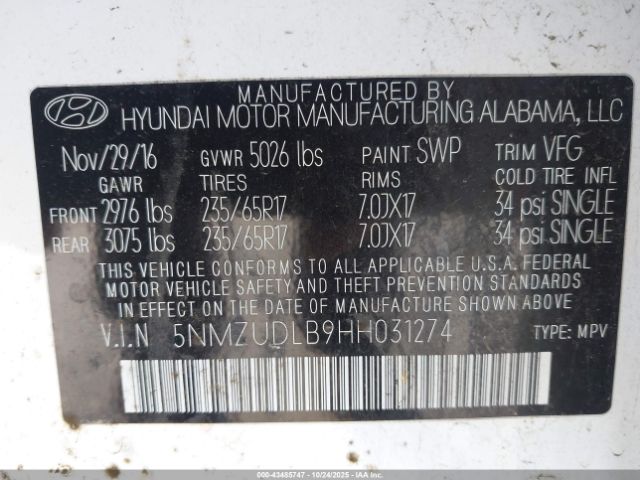 MANUFACTURED BY
HYUNDAI MOTOR MANUFACTURING ALABAMA, LLC
Nov/29/16 GVWR 5026 lbs PAINT SWP TRIM VFG
GAWR TIRES RIMS COLD TIRE INFL
FRONT 2976 lbs 235/65R17 7.0JX17 34 psi SINGLE
REAR 3075 lbs 235/65R17 7.0JX17 34 psi SINGLE
THIS VEHICLE CONFORMS TO ALL APPLICABLE U.S.A. FEDERAL
MOTOR VEHICLE SAFETY AND THEFT PREVENTION STANDARDS
IN EFFECT ON THE DATE OF MANUFACTURE SHOWN ABOVE.
V.I.N 5NMZUDLB9HH031274 TYPE: MPV
© IAA - 43485747 - 10/24/2025 - IAAI.COM